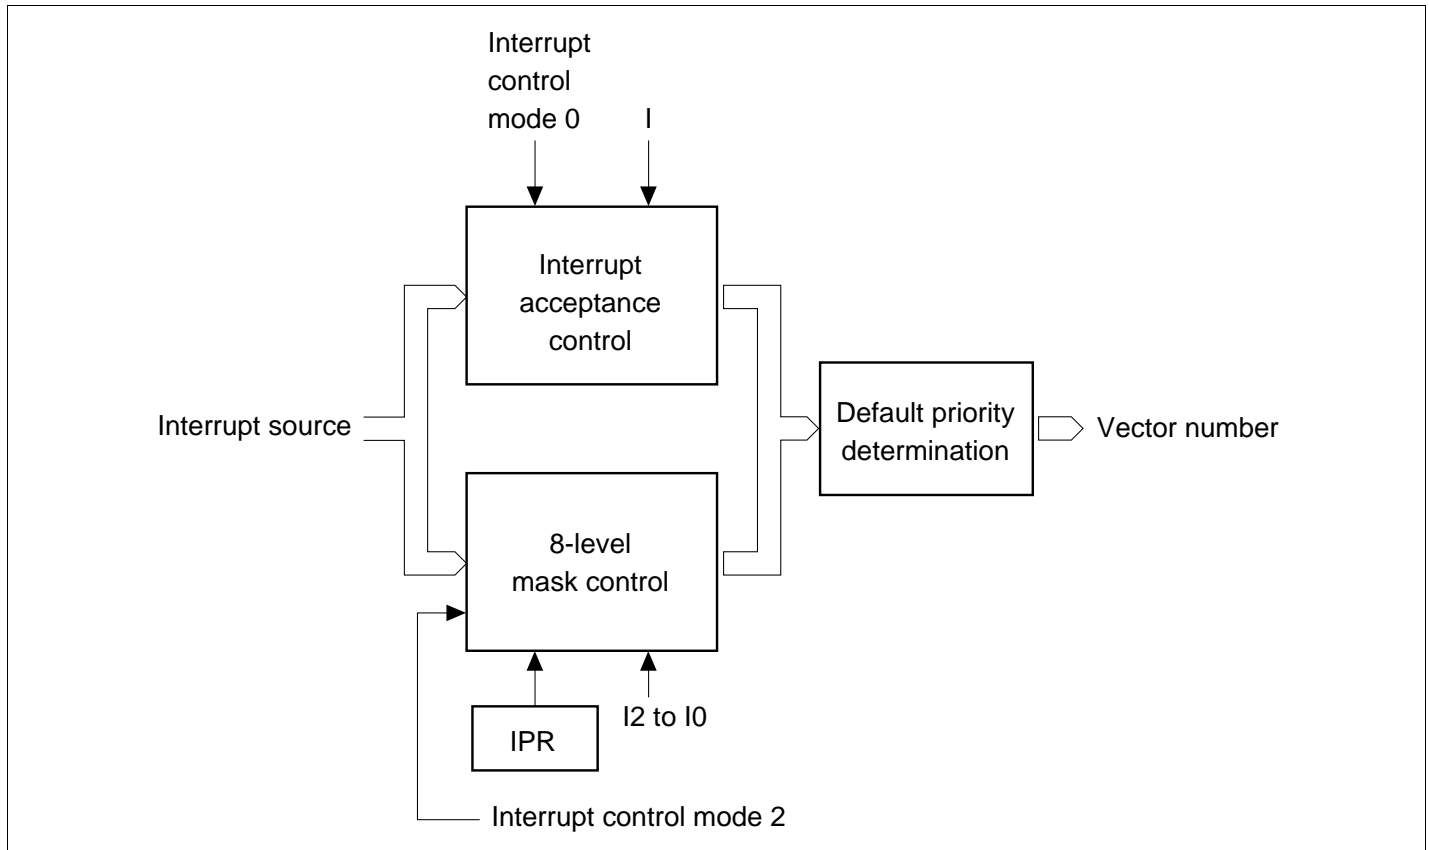 Interrupt
control
mode 0
I
Interrupt
acceptance
control
Interrupt source
Default priority
determination
Vector number
8-level
mask control
IPR
I2 to I0
Interrupt control mode 2